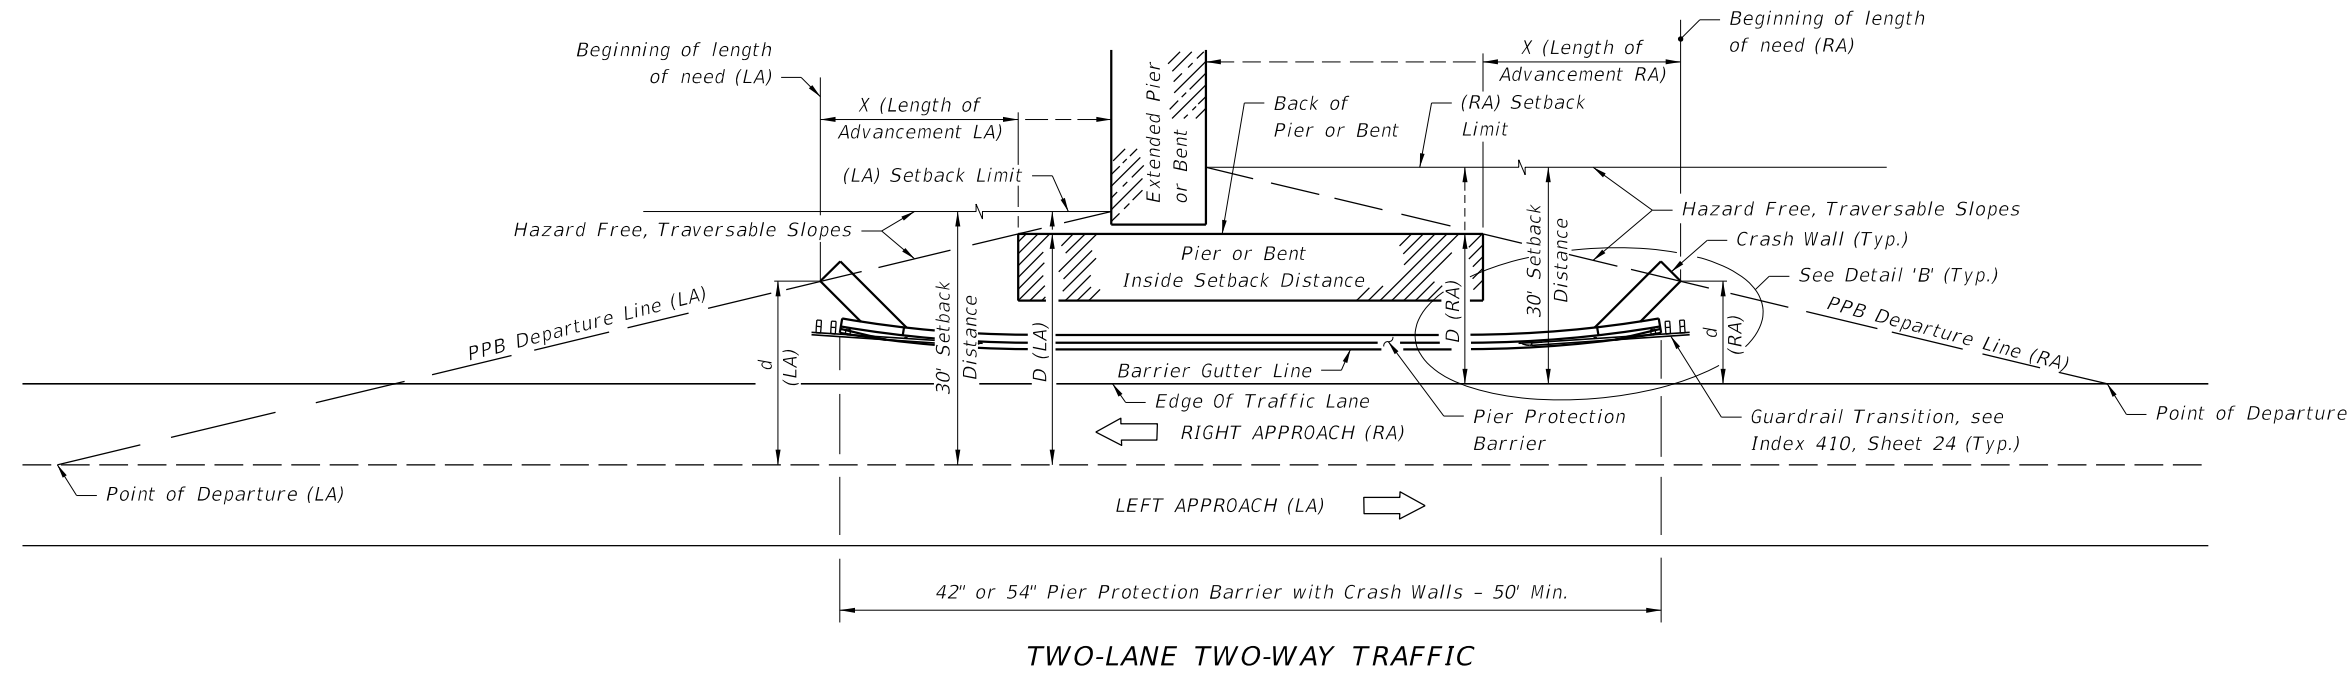 Beginning of length
of need (RA)
Beginning of length
of need (LA)
X (Length of
Advancement RA)
X (Length of
Advancement LA)
Extended Pier
or Bent
Back of
Pier or Bent
(RA) Setback
Limit
(LA) Setback Limit
Hazard Free, Traversable Slopes
Hazard Free, Traversable Slopes
Crash Wall (Typ.)
See Detail 'B' (Typ.)
Pier or Bent
Inside Setback Distance
30' Setback
Distance
D (RA)
30' Setback
Distance
D (LA)
d
(LA)
d
(RA)
PPB Departure Line (LA)
PPB Departure Line (RA)
Barrier Gutter Line
Edge Of Traffic Lane
RIGHT APPROACH (RA)
Pier Protection
Barrier
Guardrail Transition, see
Index 410, Sheet 24 (Typ.)
Point of Departure
Point of Departure (LA)
LEFT APPROACH (LA)
42" or 54" Pier Protection Barrier with Crash Walls - 50' Min.
TWO-LANE TWO-WAY TRAFFIC